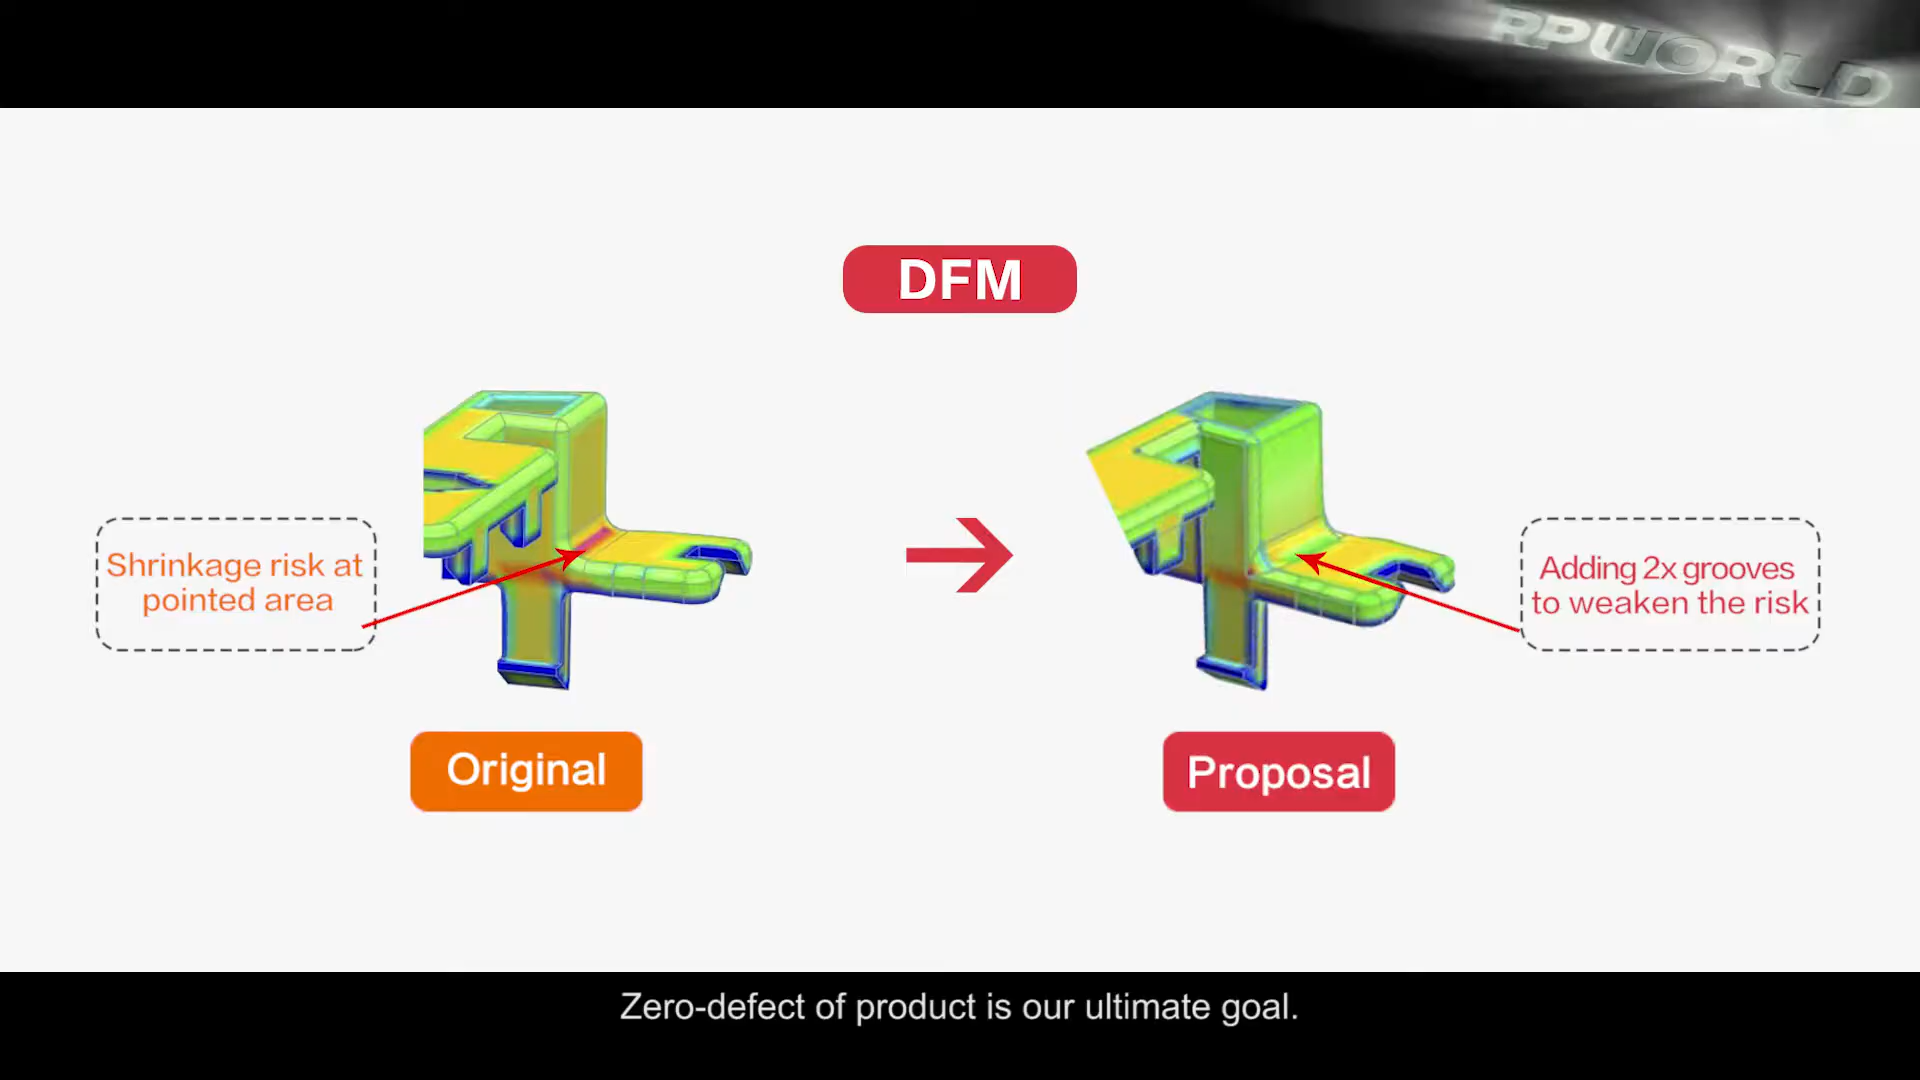 RPWORLD
DFM
Shrinkage risk at
pointed area
Adding 2x grooves
to weaken the risk
Original
Proposal
Zero-defect of product is our ultimate goal.